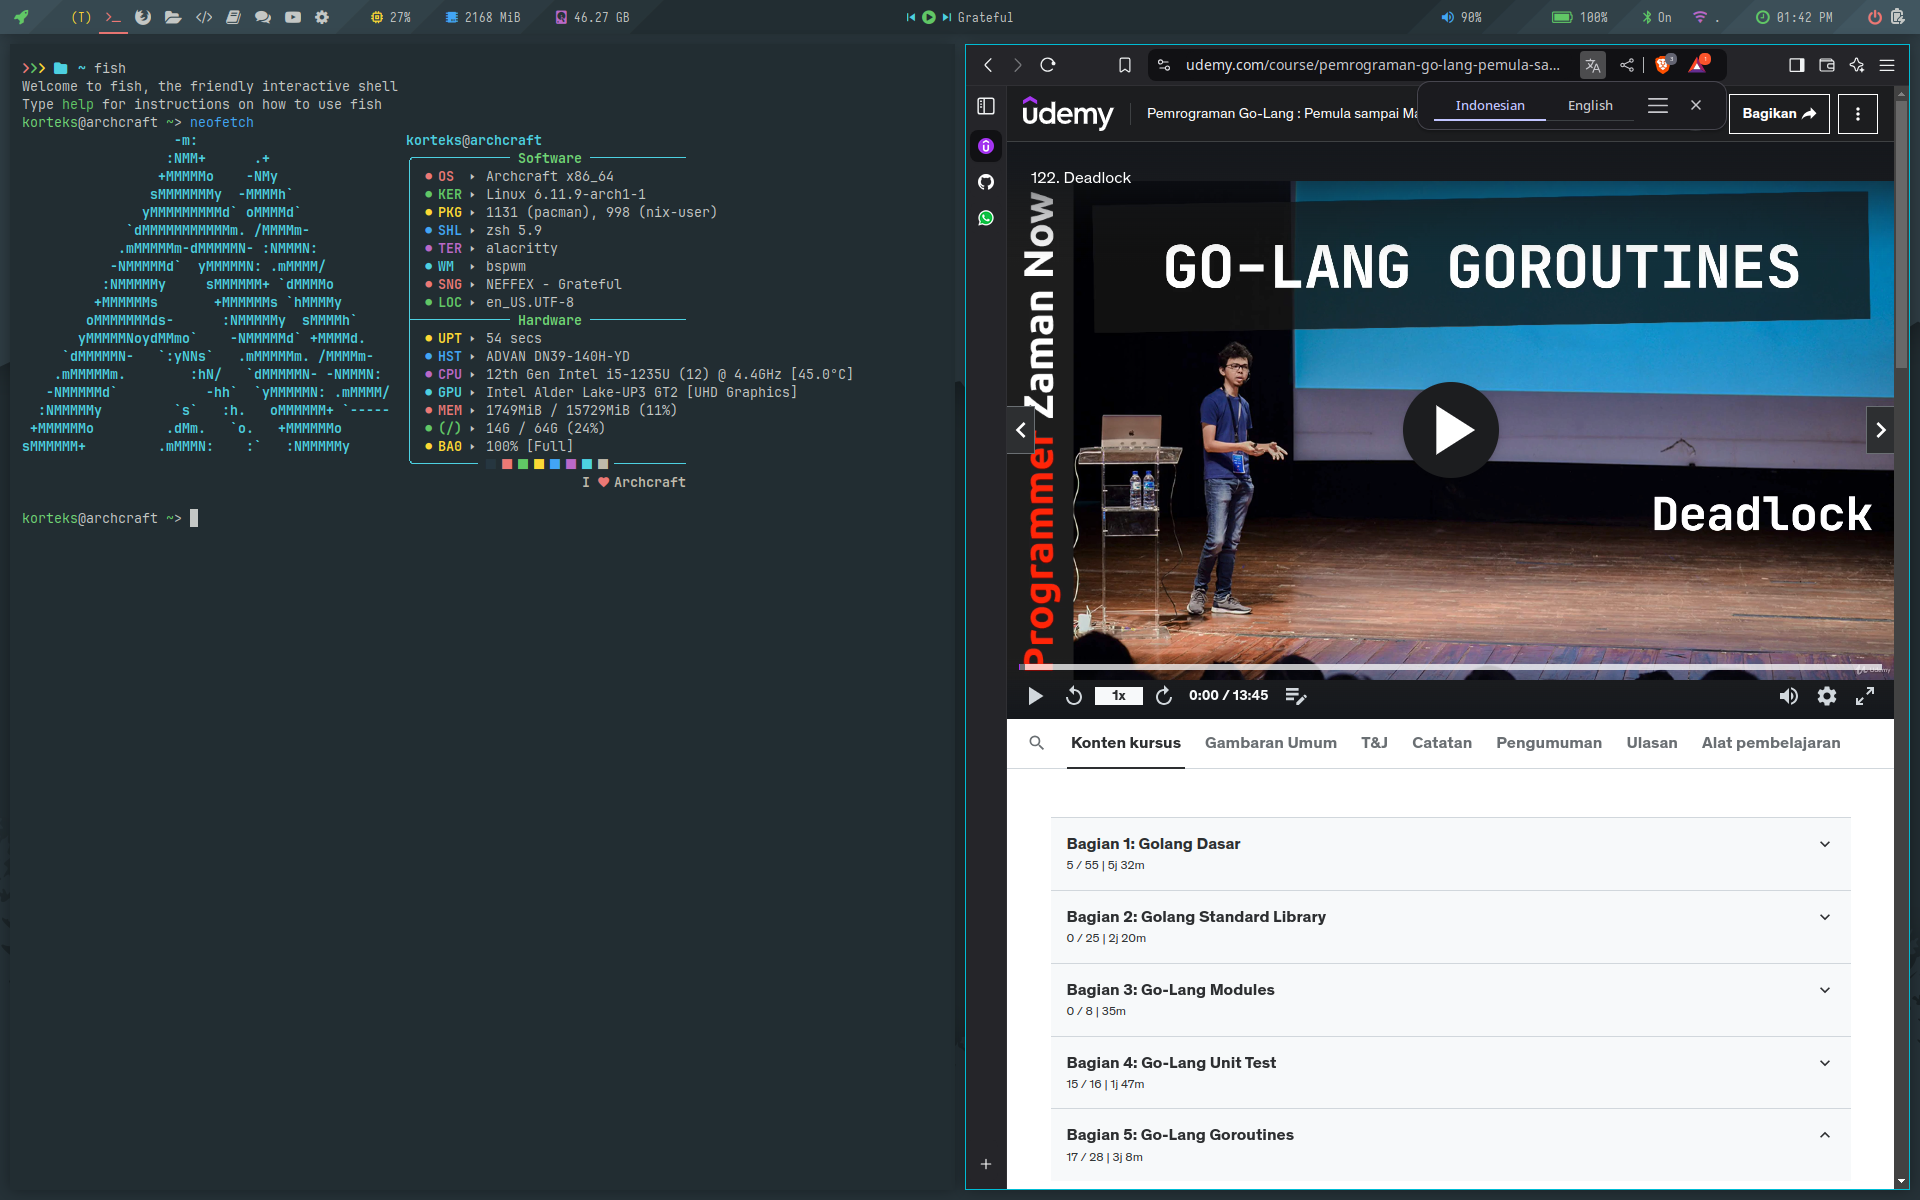 (T)
27%
2168 MiB
46.27 GB
Grateful
90%
100%
On
.
01:42 PM
~ fish
Welcome to fish, the friendly interactive shell
Type help for instructions on how to use fish
korteks@archcraft ~> neofetch
korteks@archcraft
Software
OS Archcraft x86_64
KER Linux 6.11.9-arch1-1
PKG 1131 (pacman), 998 (nix-user)
SHL zsh 5.9
TER alacritty
WM bspwm
SNG NEFFEX - Grateful
LOC en_US.UTF-8
Hardware
UPT 54 secs
HST ADVAN DN39-140H-YD
CPU 12th Gen Intel i5-1235U (12) @ 4.4GHz [45.0°C]
GPU Intel Alder Lake-UP3 GT2 [UHD Graphics]
MEM 1749MiB / 15729MiB (11%)
(/) 14G / 64G (24%)
BA0 100% [Full]
I ♥ Archcraft
korteks@archcraft ~>
udemy.com/course/pemrograman-go-lang-pemula-sa...
3
1
Indonesian
English
ûdemy
Pemrograman Go-Lang : Pemula sampai Ma
Bagikan
122. Deadlock
Programmer Zaman Now
GO-LANG GOROUTINES
Deadlock
1x
0:00 / 13:45
Konten kursus
Gambaran Umum
T&J
Catatan
Pengumuman
Ulasan
Alat pembelajaran
Bagian 1: Golang Dasar
5 / 55 | 5j 32m
Bagian 2: Golang Standard Library
0 / 25 | 2j 20m
Bagian 3: Go-Lang Modules
0 / 8 | 35m
Bagian 4: Go-Lang Unit Test
15 / 16 | 1j 47m
Bagian 5: Go-Lang Goroutines
17 / 28 | 3j 8m